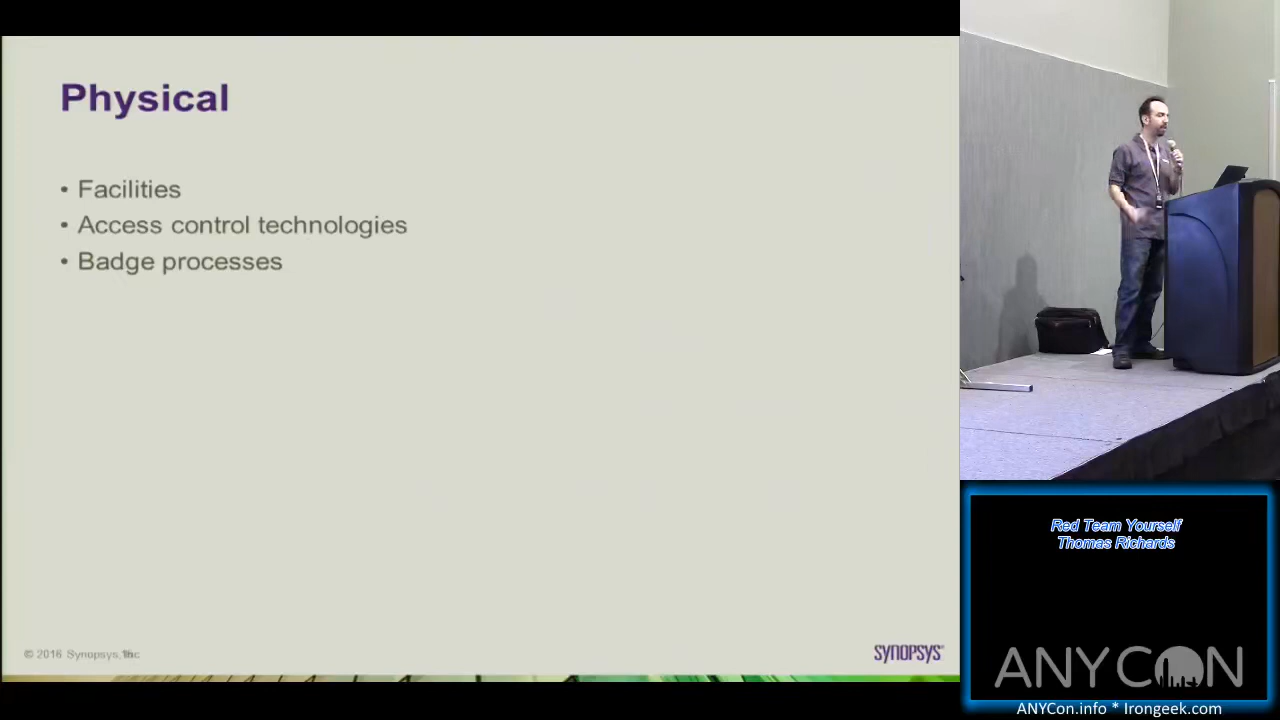 Physical
• Facilities
• Access control technologies
• Badge processes
© 2016 Synopsys, Inc
SYNOPSYS®
Red Team Yourself
Thomas Richards
ANYCON
ANYCon.info * Irongeek.com